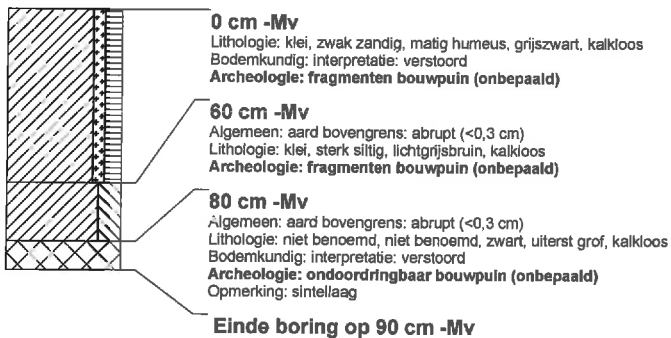 0 cm -Mv
Lithologie: klei, zwak zandig, matig humeus, grijszwart, kalkloos
Bodemkundig: interpretatie: verstoord
Archeologie: fragmenten bouwpuin (onbepaald)
60 cm -Mv
Algemeen: aard bovengrens: abrupt (<0,3 cm)
Lithologie: klei, sterk siltig, lichtgrijsbruin, kalkloos
Archeologie: fragmenten bouwpuin (onbepaald)
80 cm -Mv
Algemeen: aard bovengrens: abrupt (<0,3 cm)
Lithologie: niet benoemd, niet benoemd, zwart, uiterst grof, kalkloos
Bodemkundig: interpretatie: verstoord
Archeologie: ondoordringbaar bouwpuin (onbepaald)
Opmerking: sintellaag
Einde boring op 90 cm -Mv